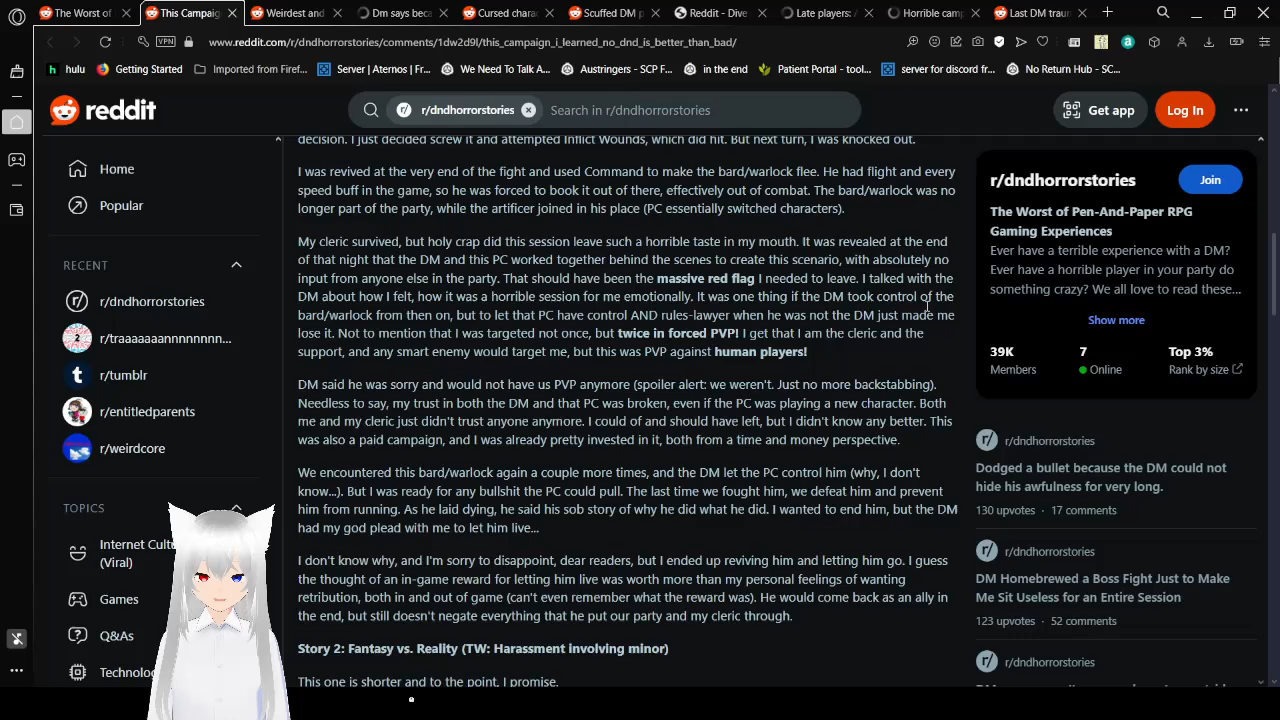 The Worst of
This Campai
Weirdest and
Dm says beca
Cursed chara
Scuffed DM p
Reddit - Dive
Late players: A
Horrible camp
Last DM traun
VPN
www.reddit.com/r/dndhorrorstories/comments/1dw2d9l/this_campaign_i_learned_no_dnd_is_better_than_bad/
hulu
Getting Started
Imported from Firef...
Server | Aternos | Fr...
We Need To Talk A...
Austringers - SCP F...
in the end
Patient Portal - tool...
server for discord fr...
No Return Hub - SC...
reddit
r/dndhorrorstories
Search in r/dndhorrorstories
Get app
Log In
Home
Popular
RECENT
r/dndhorrorstories
r/traaaaaaannnnnnnn...
r/tumblr
r/entitledparents
r/weirdcore
TOPICS
Internet Cultu
(Viral)
Games
Q&As
Technolo
decision. I just decided screw it and attempted Inflict Wounds, which did hit. But next turn, I was knocked out.
I was revived at the very end of the fight and used Command to make the bard/warlock flee. He had flight and every
speed buff in the game, so he was forced to book it out of there, effectively out of combat. The bard/warlock was no
longer part of the party, while the artificer joined in his place (PC essentially switched characters).
My cleric survived, but holy crap did this session leave such a horrible taste in my mouth. It was revealed at the end
of that night that the DM and this PC worked together behind the scenes to create this scenario, with absolutely no
input from anyone else in the party. That should have been the massive red flag I needed to leave. I talked with the
DM about how I felt, how it was a horrible session for me emotionally. It was one thing if the DM took control of the
bard/warlock from then on, but to let that PC have control AND rules-lawyer when he was not the DM just made me
lose it. Not to mention that I was targeted not once, but twice in forced PVP! I get that I am the cleric and the
support, and any smart enemy would target me, but this was PVP against human players!
DM said he was sorry and would not have us PVP anymore (spoiler alert: we weren't. Just no more backstabbing).
Needless to say, my trust in both the DM and that PC was broken, even if the PC was playing a new character. Both
me and my cleric just didn't trust anyone anymore. I could of and should have left, but I didn't know any better. This
was also a paid campaign, and I was already pretty invested in it, both from a time and money perspective.
We encountered this bard/warlock again a couple more times, and the DM let the PC control him (why, I don't
know...). But I was ready for any bullshit the PC could pull. The last time we fought him, we defeat him and prevent
him from running. As he laid dying, he said his sob story of why he did what he did. I wanted to end him, but the DM
had my god plead with me to let him live...
I don't know why, and I'm sorry to disappoint, dear readers, but I ended up reviving him and letting him go. I guess
the thought of an in-game reward for letting him live was worth more than my personal feelings of wanting
retribution, both in and out of game (can't even remember what the reward was). He would come back as an ally in
the end, but still doesn't negate everything that he put our party and my cleric through.
Story 2: Fantasy vs. Reality (TW: Harassment involving minor)
This one is shorter and to the point, I promise.
r/dndhorrorstories
Join
The Worst of Pen-And-Paper RPG
Gaming Experiences
Ever have a terrible experience with a DM?
Ever have a horrible player in your party do
something crazy? We all love to read these...
Show more
39K
Members
7
Online
Top 3%
Rank by size
r/dndhorrorstories
Dodged a bullet because the DM could not
hide his awfulness for very long.
130 upvotes · 17 comments
r/dndhorrorstories
DM Homebrewed a Boss Fight Just to Make
Me Sit Useless for an Entire Session
123 upvotes · 52 comments
r/dndhorrorstories